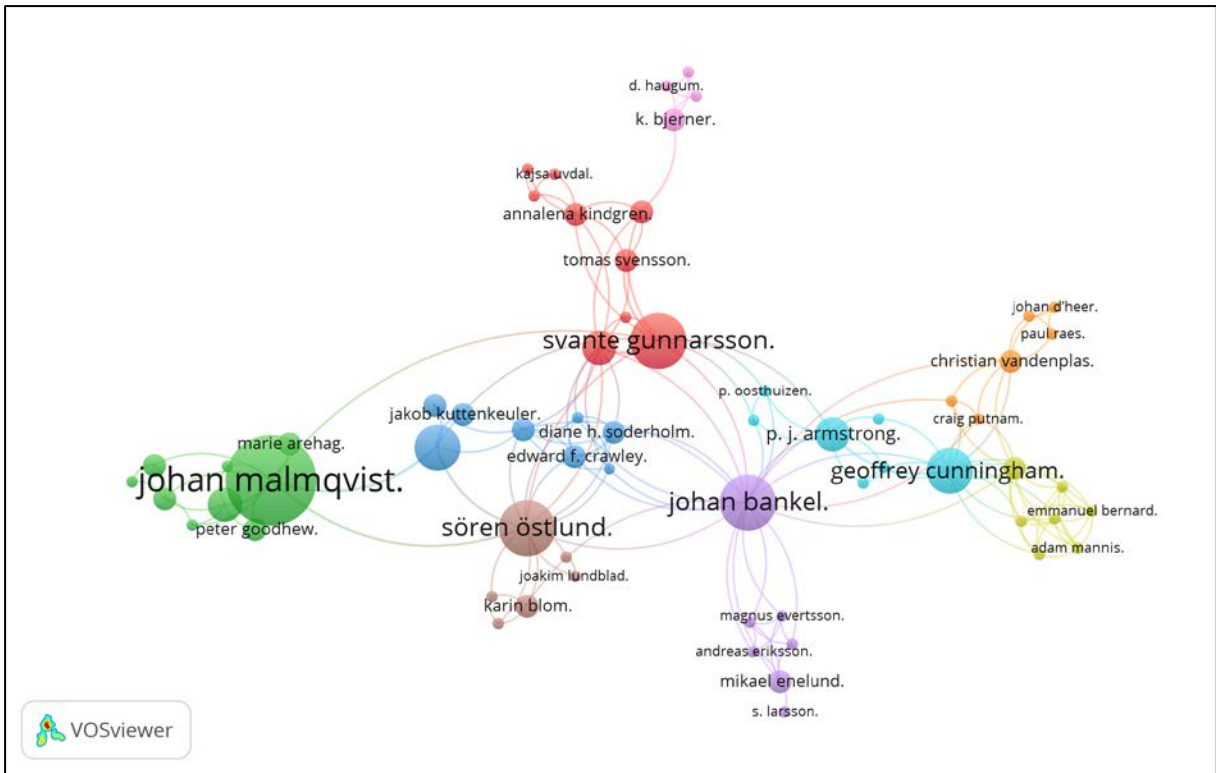 d. haugum.
k. bjerner.
kajsa uvdal.
annalena kindgren.
tomas svensson.
johan d'heer.
svante gunnarsson.
paul raes.
christian vandenplas.
p. oosthuizen.
jakob kuttenkeuler.
craig putnam.
diane h. soderholm.
p. j. armstrong.
marie arehag.
edward f. crawley.
geoffrey cunningham.
johan malmqvist.
johan bankel.
emmanuel bernard.
peter goodhew.
sören östlund.
adam mannis.
joakim lundblad.
karin blom.
magnus evertsson.
andreas eriksson.
mikael enelund.
s. larsson.
VOSviewer